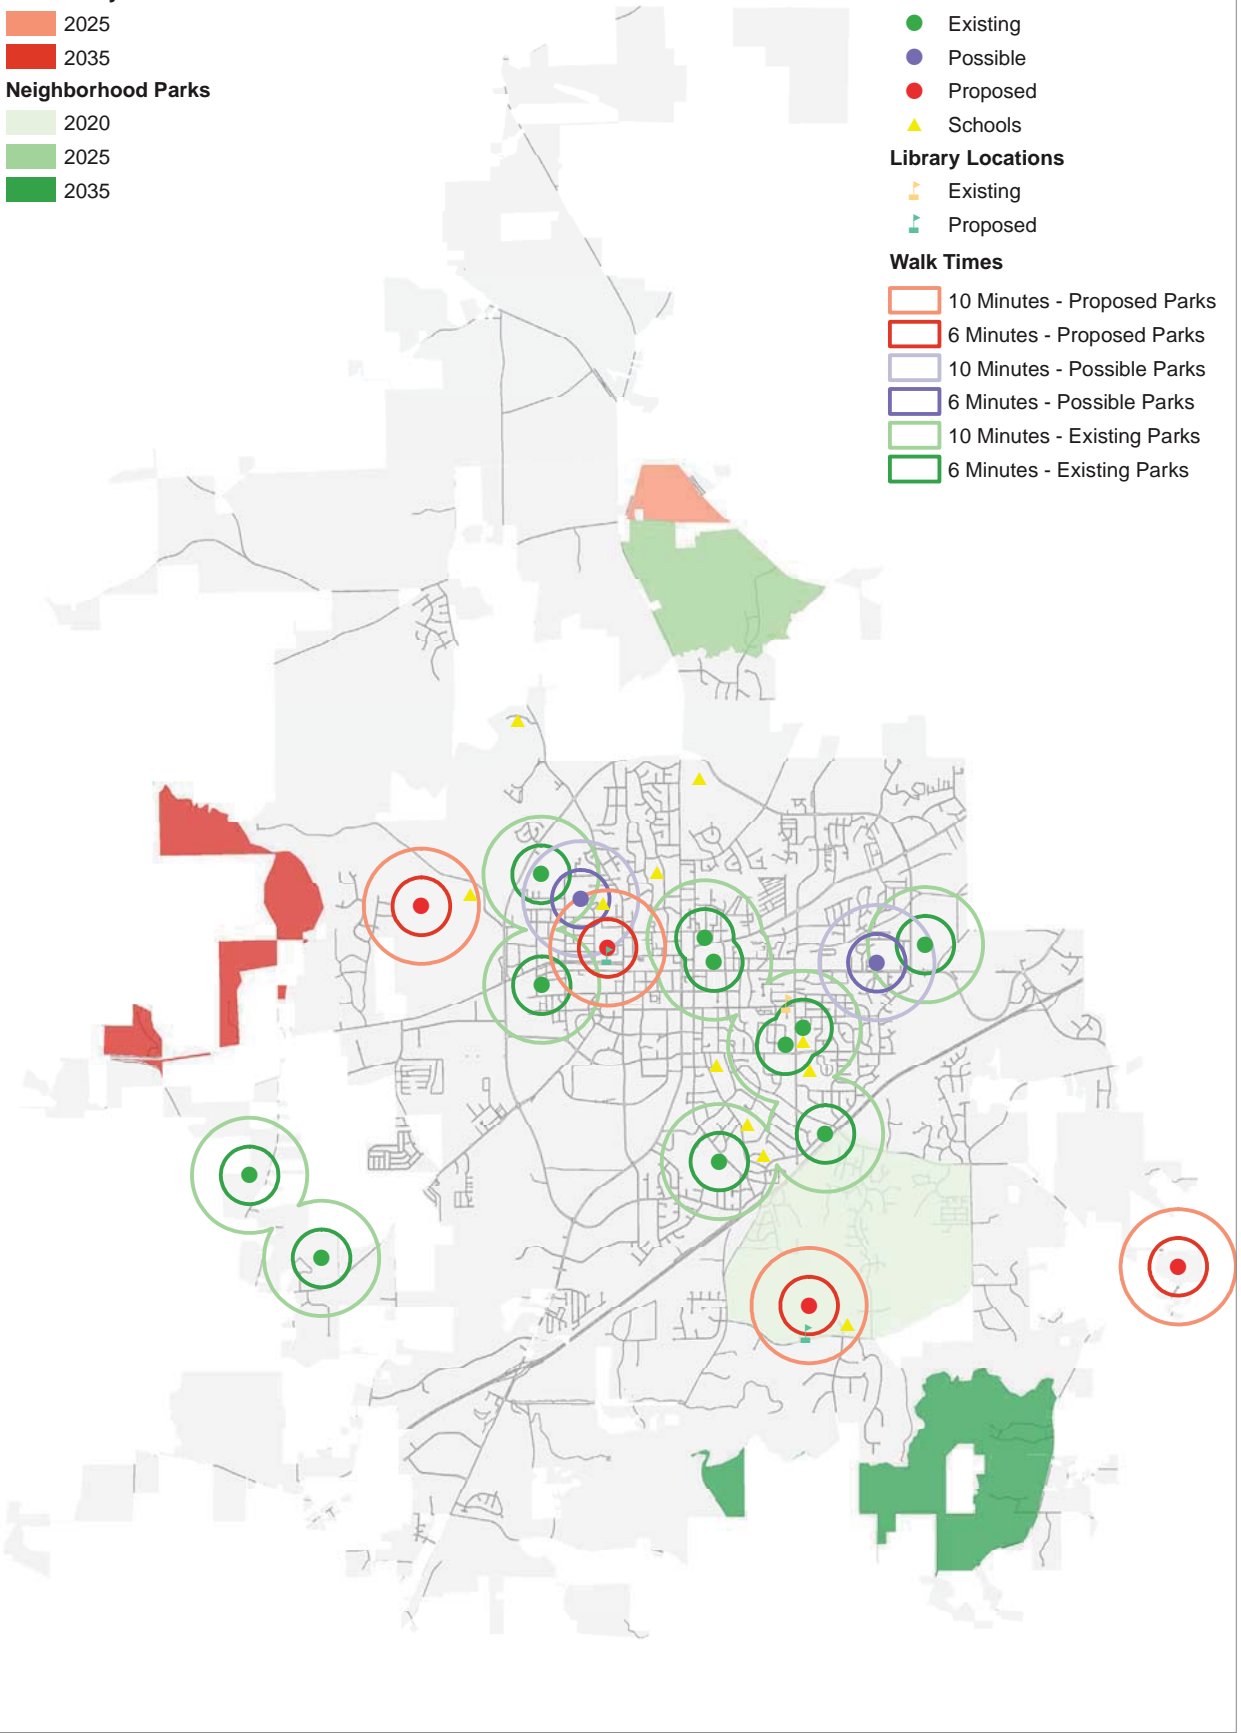 2025
2035
Neighborhood Parks
2020
2025
2035
Existing
Possible
Proposed
Schools
Library Locations
Existing
Proposed
Walk Times
10 Minutes - Proposed Parks
6 Minutes - Proposed Parks
10 Minutes - Possible Parks
6 Minutes - Possible Parks
10 Minutes - Existing Parks
6 Minutes - Existing Parks